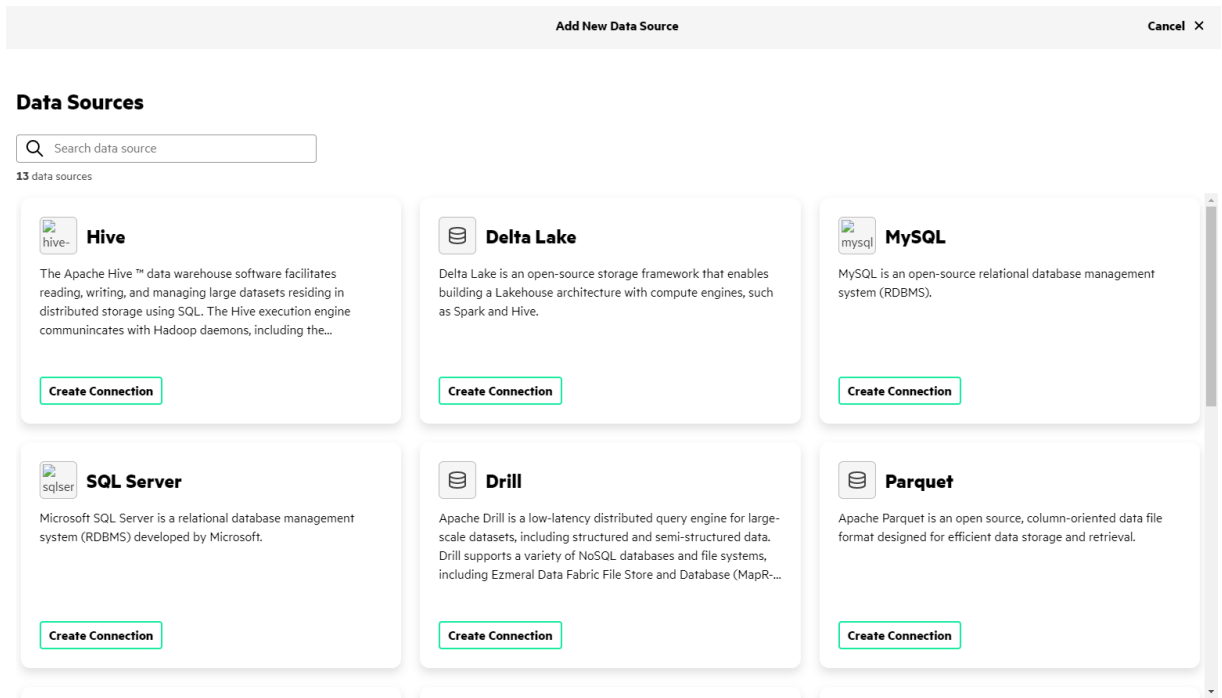 Add New Data Source
Cancel
Data Sources
Search data source
13 data sources
hive-
Hive
The Apache Hive ™ data warehouse software facilitates
reading, writing, and managing large datasets residing in
distributed storage using SQL. The Hive execution engine
communincates with Hadoop daemons, including the...
Create Connection
Delta Lake
Delta Lake is an open-source storage framework that enables
building a Lakehouse architecture with compute engines, such
as Spark and Hive.
Create Connection
mysql
MySQL
MySQL is an open-source relational database management
system (RDBMS).
Create Connection
sqlser
SQL Server
Microsoft SQL Server is a relational database management
system (RDBMS) developed by Microsoft.
Create Connection
Drill
Apache Drill is a low-latency distributed query engine for large-
scale datasets, including structured and semi-structured data.
Drill supports a variety of NoSQL databases and file systems,
including Ezmeral Data Fabric File Store and Database (MapR-...
Create Connection
Parquet
Apache Parquet is an open source, column-oriented data file
format designed for efficient data storage and retrieval.
Create Connection